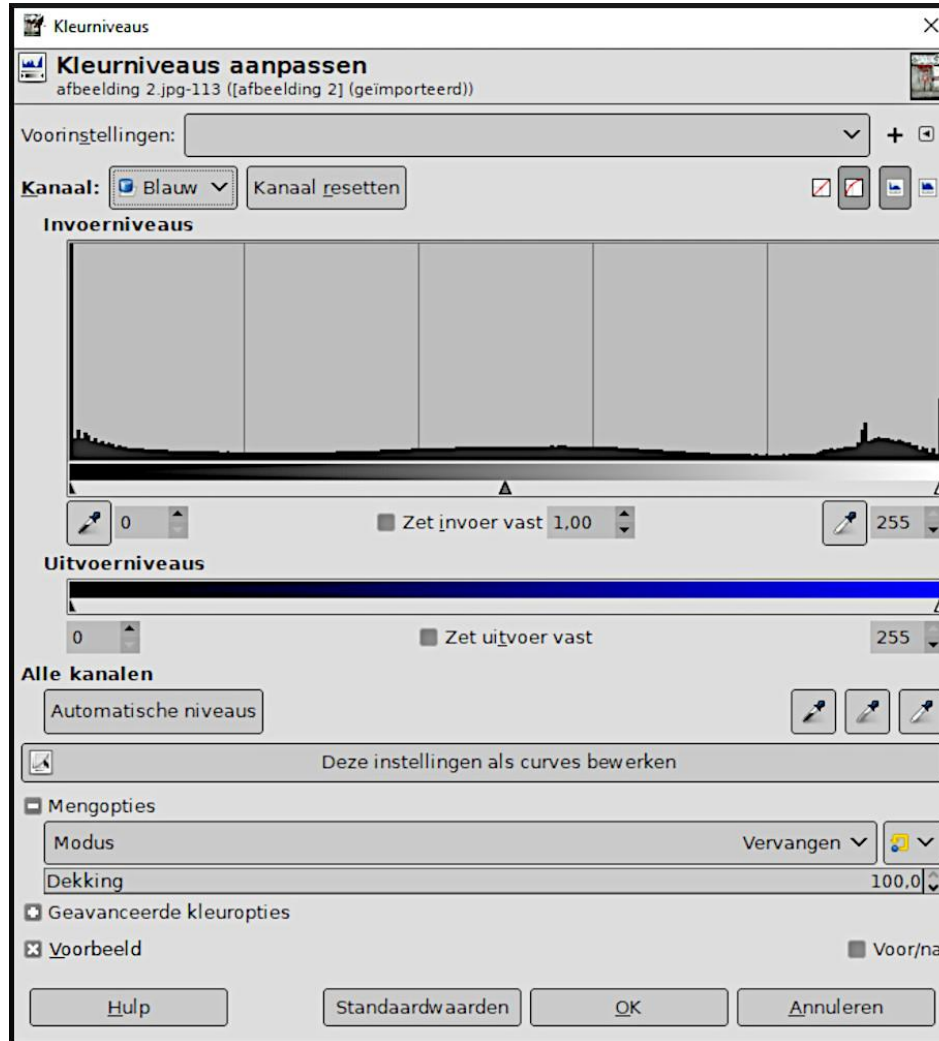 Kleurniveaus
Kleurniveaus aanpassen
afbeelding 2.jpg-113 ([afbeelding 2] (geïmporteerd))
Voorinstellingen:
Kanaal: Blauw Kanaal resetten
Invoerniveaus
0 Zet invoer vast 1,00 255
Uitvoerniveaus
0 Zet uitvoer vast 255
Alle kanalen
Automatische niveaus
Deze instellingen als curves bewerken
Mengopties
Modus Vervangen
Dekking 100,0
Geavanceerde kleuropties
Voorbeeld Voor/na
Hulp Standaardwaarden OK Annuleren